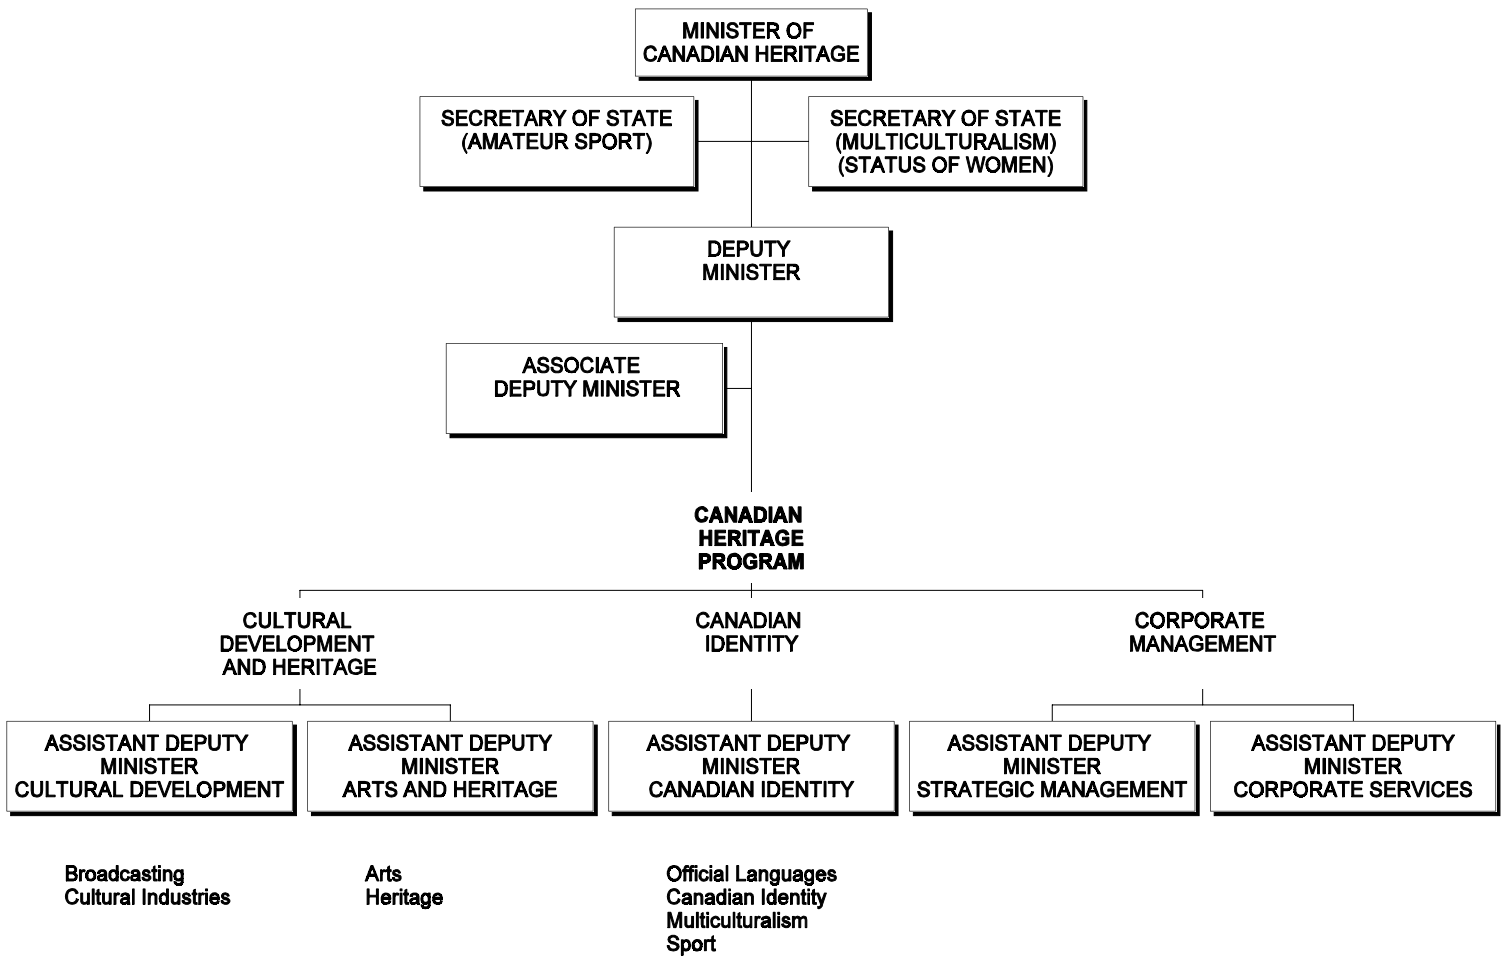 MINISTER OF
CANADIAN HERITAGE
SECRETARY OF STATE
(AMATEUR SPORT)
SECRETARY OF STATE
(MULTICULTURALISM)
(STATUS OF WOMEN)
DEPUTY
MINISTER
ASSOCIATE
DEPUTY MINISTER
CANADIAN
HERITAGE
PROGRAM
CULTURAL
DEVELOPMENT
AND HERITAGE
CANADIAN
IDENTITY
CORPORATE
MANAGEMENT
ASSISTANT DEPUTY
MINISTER
CULTURAL DEVELOPMENT
ASSISTANT DEPUTY
MINISTER
ARTS AND HERITAGE
ASSISTANT DEPUTY
MINISTER
CANADIAN IDENTITY
ASSISTANT DEPUTY
MINISTER
STRATEGIC MANAGEMENT
ASSISTANT DEPUTY
MINISTER
CORPORATE SERVICES
Broadcasting
Cultural Industries
Arts
Heritage
Official Languages
Canadian Identity
Multiculturalism
Sport